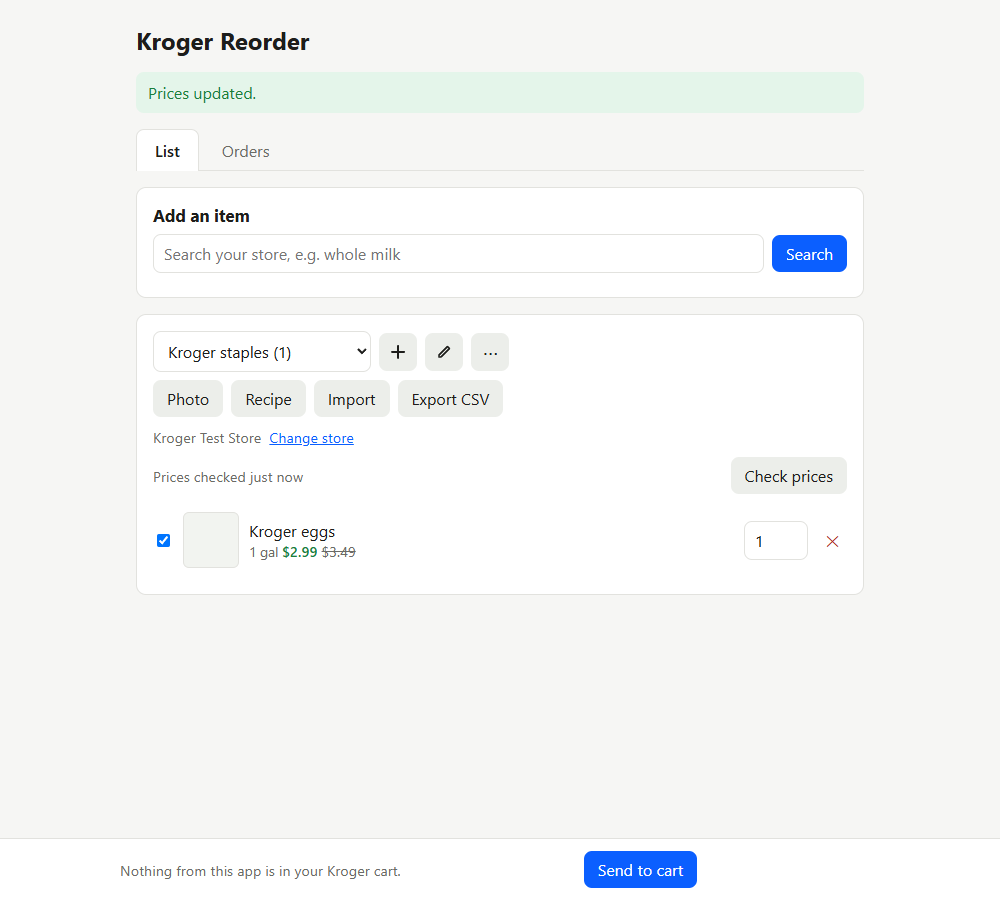 Kroger Reorder
Prices updated.
List
Orders
Add an item
Search your store, e.g. whole milk
Search
Kroger staples (1)
...
Photo
Recipe
Import
Export CSV
Kroger Test Store Change store
Prices checked just now
Check prices
Kroger eggs
1 gal $2.99 $3.49
1
Nothing from this app is in your Kroger cart.
Send to cart